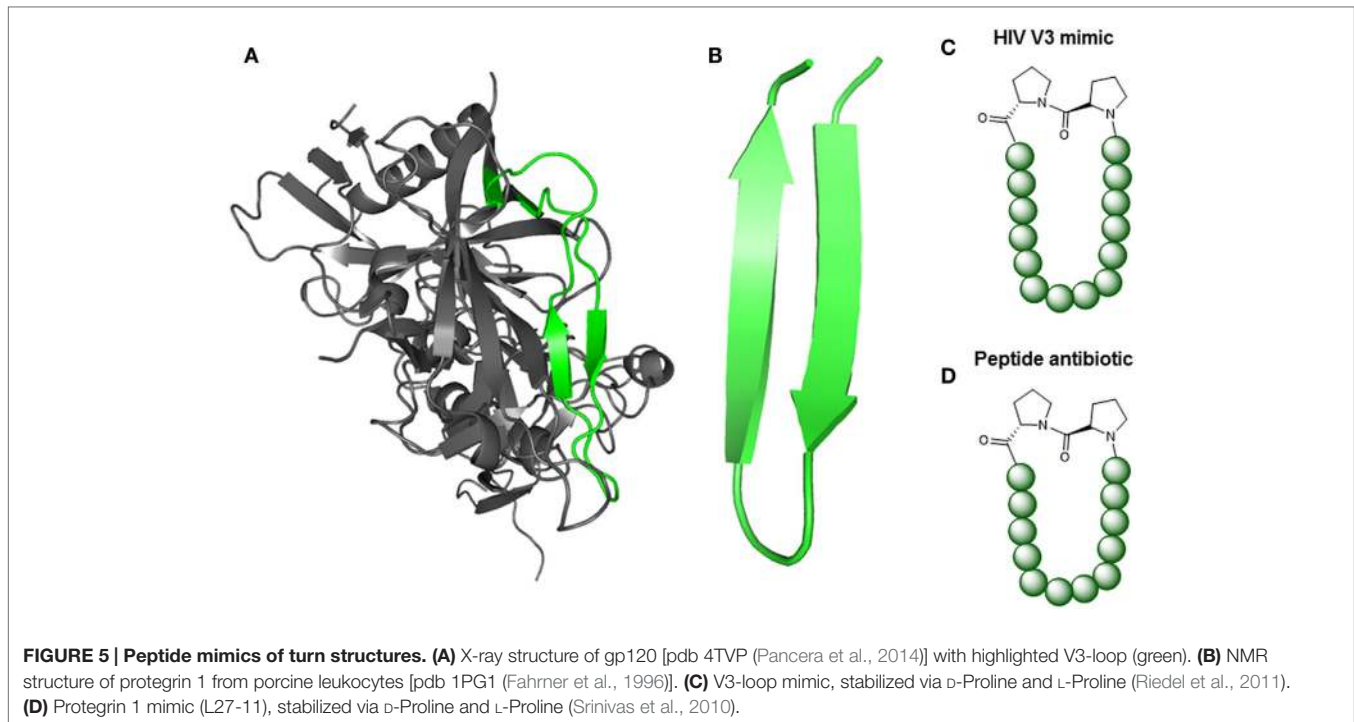 A
B
C
HIV V3 mimic
O
N
O
N
D
Peptide antibiotic
O
N
O
N
FIGURE 5 | Peptide mimics of turn structures. (A) X-ray structure of gp120 [pdb 4TVP (Pancera et al., 2014)] with highlighted V3-loop (green). (B) NMR
structure of protegrin 1 from porcine leukocytes [pdb 1PG1 (Fahrner et al., 1996)]. (C) V3-loop mimic, stabilized via D-Proline and L-Proline (Riedel et al., 2011).
(D) Protegrin 1 mimic (L27-11), stabilized via D-Proline and L-Proline (Srinivas et al., 2010).